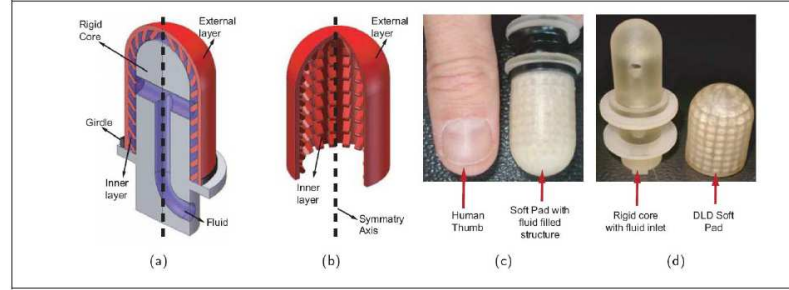 Rigid
Core
External
layer
Girdle
Inner
layer
Fluid
(a)
External
layer
Inner
layer
Symmetry
Axis
(b)
Human
Thumb
Soft Pad with
fluid filled
structure
(c)
Rigid core
with fluid inlet
DLD Soft
Pad
(d)